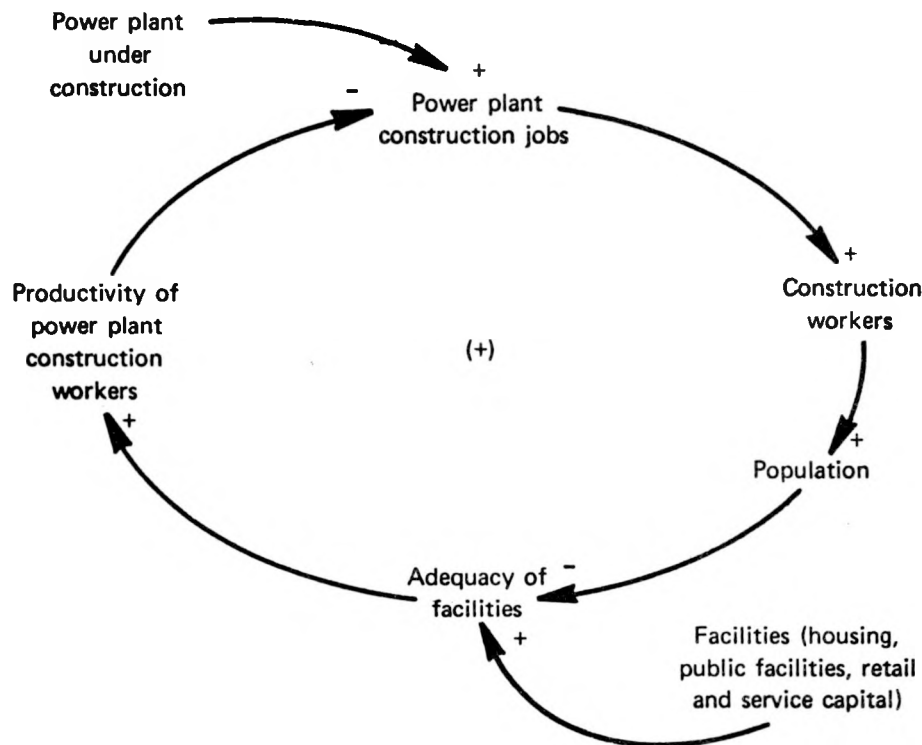 Power plant
under
construction
+
-
Power plant
construction jobs
+
Construction
workers
Productivity of
power plant
construction
workers
+
(+)
+
Population
-
Adequacy of
facilities
+
Facilities (housing,
public facilities, retail
and service capital)